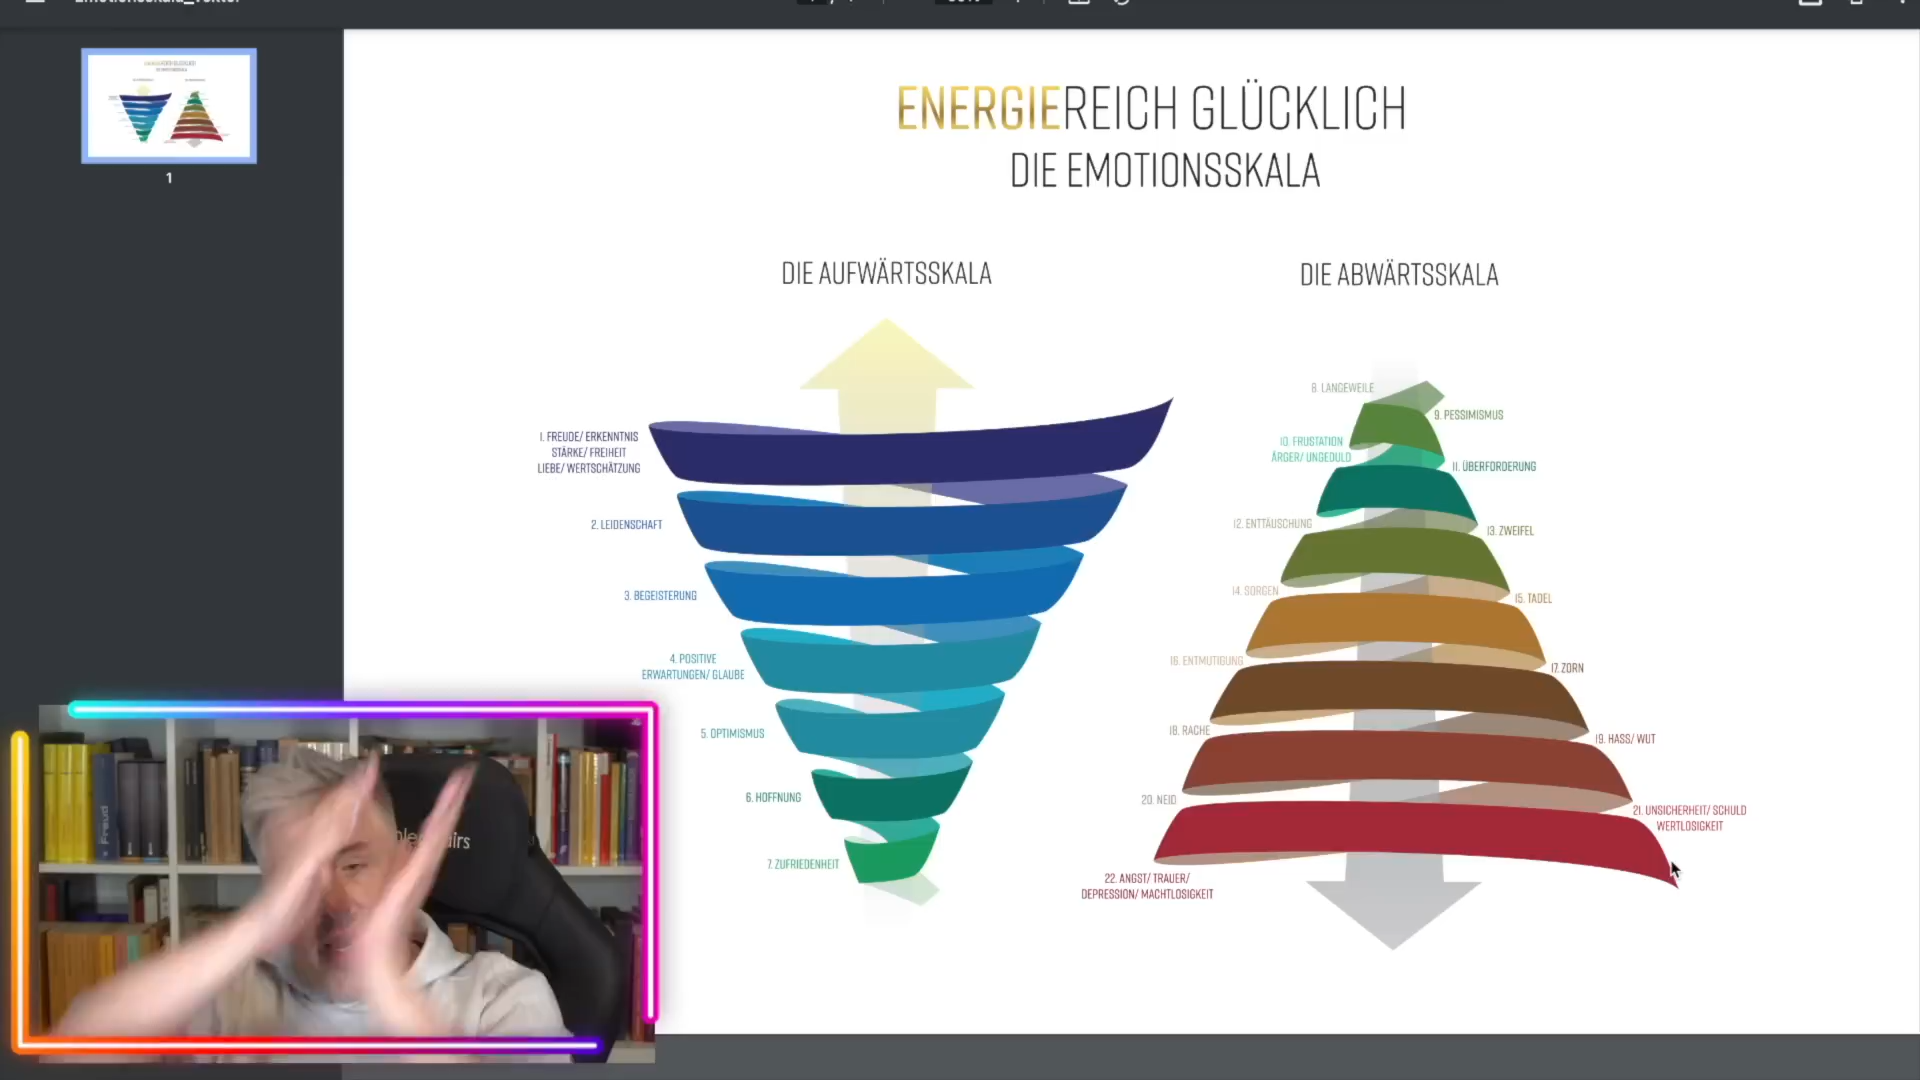 ENERGIEREICH GLÜCKLICH
DIE EMOTIONSSKALA
DIE AUFWÄRTSSKALA
1. FREUDE/ ERKENNTNIS
STÄRKE/ FREIHEIT
LIEBE/ WERTSCHÄTZUNG
2. LEIDENSCHAFT
3. BEGEISTERUNG
4. POSITIVE
ERWARTUNGEN/ GLAUBE
5. OPTIMISMUS
6. HOFFNUNG
7. ZUFRIEDENHEIT
DIE ABWÄRTSSKALA
8. LANGEWEILE
9. PESSIMISMUS
10. FRUSTATION
ÄRGER/ UNGEDULD
11. ÜBERFORDERUNG
12. ENTTÄUSCHUNG
13. ZWEIFEL
14. SORGEN
15. TADEL
16. ENTMUTIGUNG
17. ZORN
18. RACHE
19. HASS/ WUT
20. NEID
21. UNSICHERHEIT/ SCHULD
WERTLOSIGKEIT
22. ANGST/ TRAUER/
DEPRESSION/ MACHTLOSIGKEIT
1
Freud